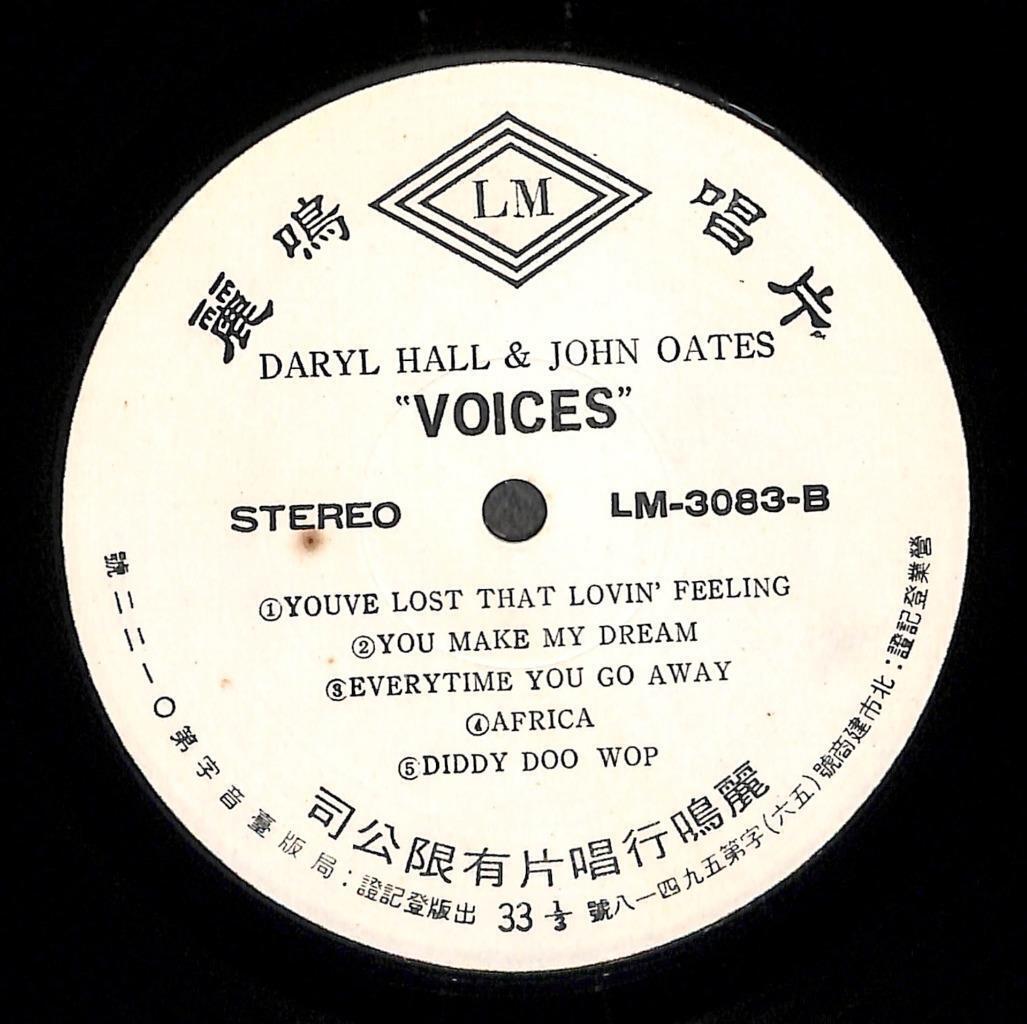 麗鳴 LM 唱片
DARYL HALL & JOHN OATES
"VOICES"
STEREO
LM-3083-B
①YOUVE LOST THAT LOVIN' FEELING
②YOU MAKE MY DREAM
③EVERYTIME YOU GO AWAY
④AFRICA
⑤DIDDY DOO WOP
麗鳴行唱片有限公司
營業登記證:北市建商號(五六)字第五九四一八號
33 ⅓
出版登記證:局版臺音字第〇一二二號